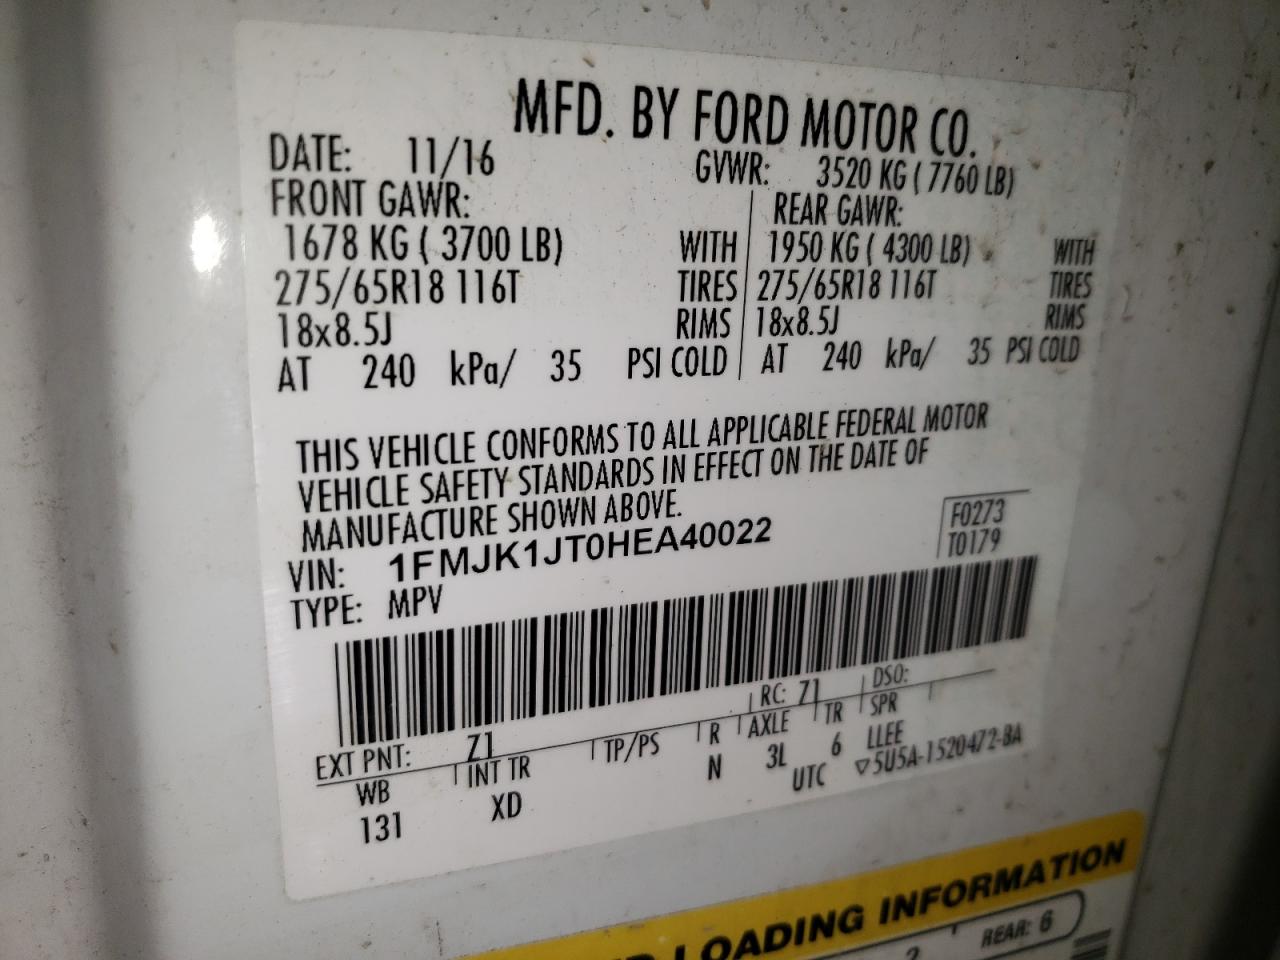 MFD. BY FORD MOTOR CO.
DATE: 11/16 GVWR: 3520 KG ( 7760 LB)
FRONT GAWR: REAR GAWR:
1678 KG ( 3700 LB) WITH 1950 KG ( 4300 LB) WITH
275/65R18 116T TIRES 275/65R18 116T TIRES
18x8.5J RIMS 18x8.5J RIMS
AT 240 kPa/ 35 PSI COLD AT 240 kPa/ 35 PSI COLD
THIS VEHICLE CONFORMS TO ALL APPLICABLE FEDERAL MOTOR
VEHICLE SAFETY STANDARDS IN EFFECT ON THE DATE OF
MANUFACTURE SHOWN ABOVE.
F0273
VIN: 1FMJK1JT0HEA40022 T0179
TYPE: MPV
EXT PNT: Z1 RC: Z1 DSO:
WB INT TR TP/PS R AXLE TR SPR
131 XD N 3L 6 LLEE
UTC ▽5U5A-1520472-BA
LOADING INFORMATION
2 REAR: 6